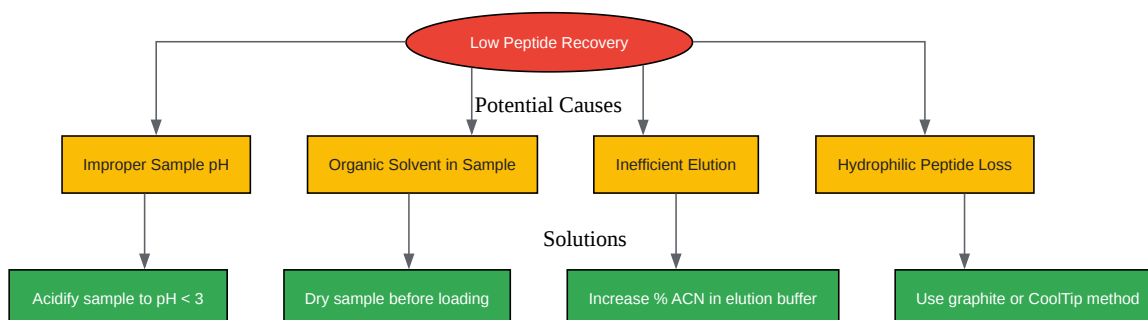 Low Peptide Recovery
Potential Causes
Improper Sample pH
Organic Solvent in Sample
Inefficient Elution
Hydrophilic Peptide Loss
Solutions
Acidify sample to pH < 3
Dry sample before loading
Increase % ACN in elution buffer
Use graphite or CoolTip method